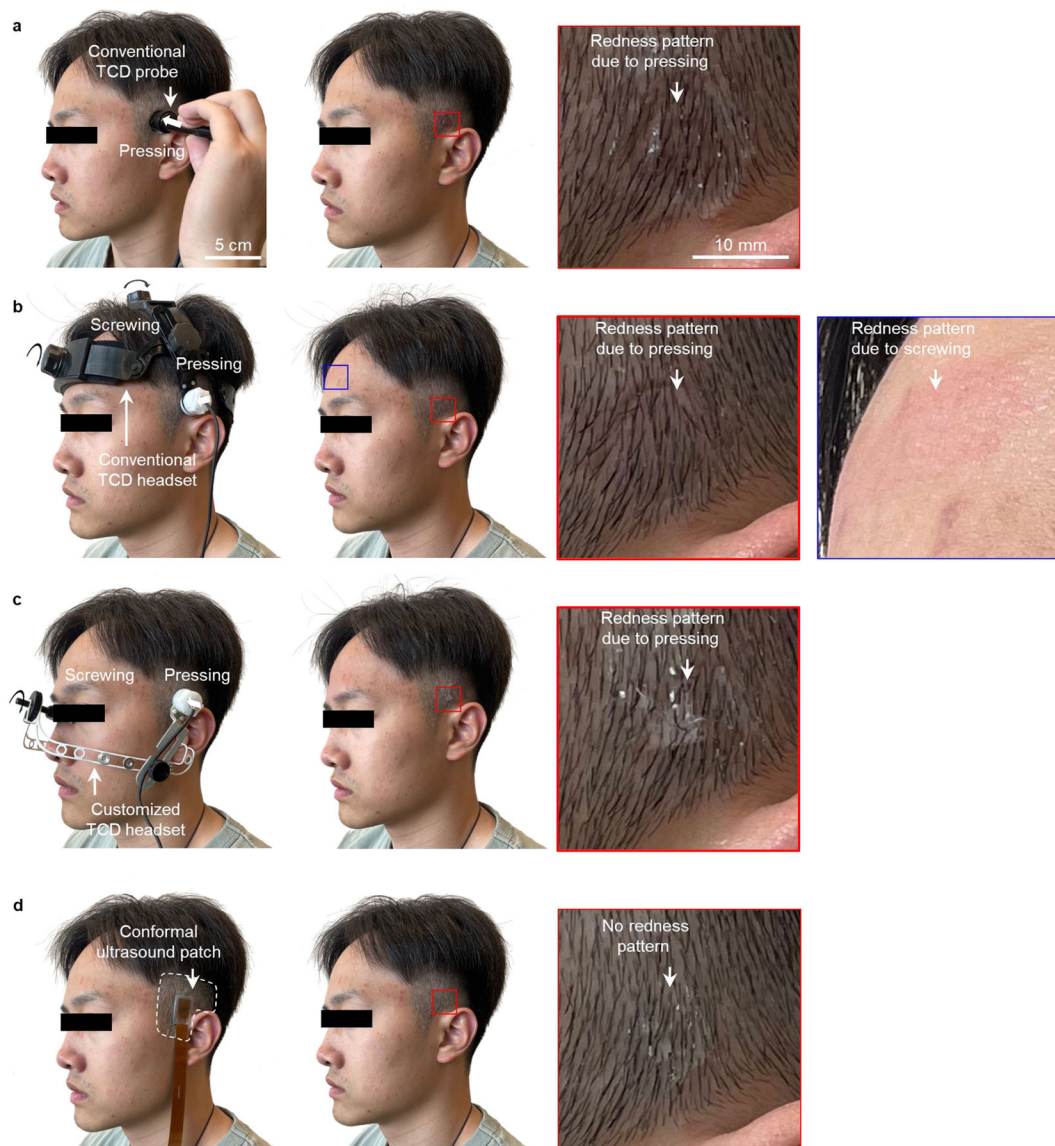 a
Conventional
TCD probe
Pressing
5 cm
Redness pattern
due to pressing
10 mm
b
Screwing
Pressing
Conventional
TCD headset
Redness pattern
due to pressing
Redness pattern
due to screwing
c
Screwing
Pressing
Customized
TCD headset
Redness pattern
due to pressing
d
Conformal
ultrasound patch
No redness
pattern